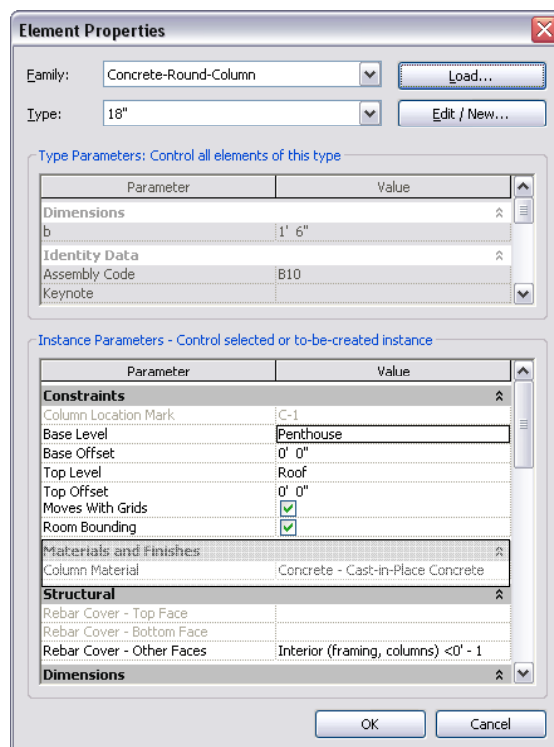 Element Properties
Family: Concrete-Round-Column Load...
Type: 18" Edit / New...
Type Parameters: Control all elements of this type
Parameter Value
Dimensions
b 1' 6"
Identity Data
Assembly Code B10
Keynote
Instance Parameters - Control selected or to-be-created instance
Parameter Value
Constraints
Column Location Mark C-1
Base Level Penthouse
Base Offset 0' 0"
Top Level Roof
Top Offset 0' 0"
Moves With Grids
Room Bounding
Materials and Finishes
Column Material Concrete - Cast-in-Place Concrete
Structural
Rebar Cover - Top Face
Rebar Cover - Bottom Face
Rebar Cover - Other Faces Interior (framing, columns) <0' - 1
Dimensions
OK Cancel